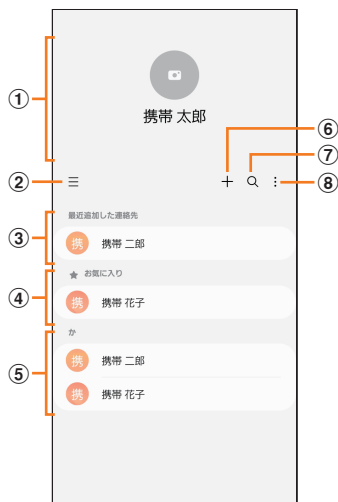 ①
携帯 太郎
⑥
⑦
②
⑧
最近追加した連絡先
③
携 携帯 二郎
お気に入り
④
携 携帯 花子
か
⑤
携 携帯 二郎
携 携帯 花子